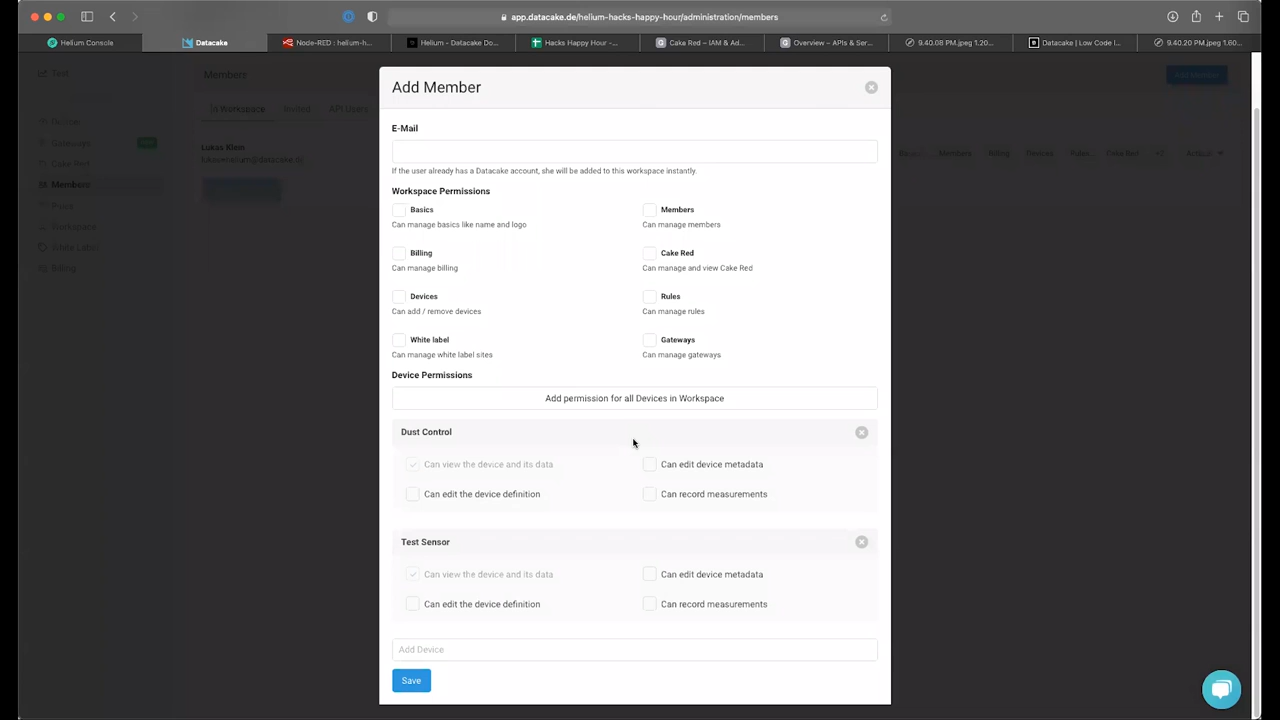 app.datacake.de/helium-hacks-happy-hour/administration/members
Helium Console
Datacake
Node-RED : helium-h...
Helium - Datacake Do...
Hacks Happy Hour -...
Cake Red – IAM & Ad...
Overview – APIs & Ser...
9.40.08 PM.jpeg 1.20...
Datacake | Low Code I...
9.40.20 PM.jpeg 1.60...
Test
Members
Add Member
Workspace
Invited
API Users
Devices
Gateways
Cake Red
Members
Rules
Workspace
White Label
Billing
Lukas Klein
Members
Billing
Devices
Rules
Cake Red
+2
Add Member
E-Mail
If the user already has a Datacake account, she will be added to this workspace instantly.
Workspace Permissions
Basics
Can manage basics like name and logo
Members
Can manage members
Billing
Can manage billing
Cake Red
Can manage and view Cake Red
Devices
Can add / remove devices
Rules
Can manage rules
White label
Can manage white label sites
Gateways
Can manage gateways
Device Permissions
Add permission for all Devices in Workspace
Dust Control
Can view the device and its data
Can edit device metadata
Can edit the device definition
Can record measurements
Test Sensor
Can view the device and its data
Can edit device metadata
Can edit the device definition
Can record measurements
Add Device
Save